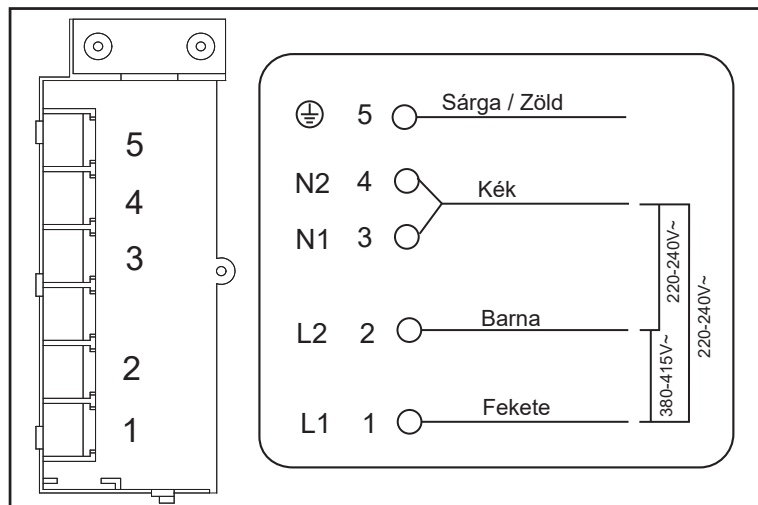 5
4
3
2
1
5 Sárga / Zöld
N2 4
Kék
N1 3
L2 2 Barna
L1 1 Fekete
220-240V~
380-415V~
220-240V~